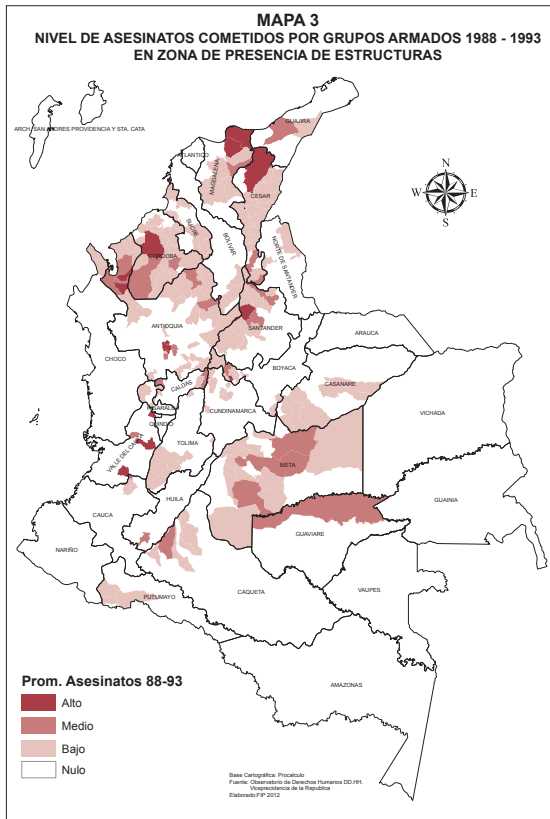 MAPA 3
NIVEL DE ASESINATOS COMETIDOS POR GRUPOS ARMADOS 1988 - 1993
EN ZONA DE PRESENCIA DE ESTRUCTURAS
ARCH. SAN ANDRES PROVIDENCIA Y STA. CATA
GUAJIRA
ATLANTICO
MAGDALENA
CESAR
N
W
E
S
SUCRE
BOLIVAR
NORTE DE SANTANDER
CORDOBA
ANTIOQUIA
SANTANDER
ARAUCA
CHOCO
BOYACA
CALDAS
CASANARE
RISARALDA
CUNDINAMARCA
VICHADA
QUINDIO
TOLIMA
VALLE DEL CAUCA
META
HUILA
GUAINIA
CAUCA
GUAVIARE
NARIÑO
CAQUETA
VAUPES
PUTUMAYO
AMAZONAS
Prom. Asesinatos 88-93
Alto
Medio
Bajo
Nulo
Base Cartográfica: Procalculo
Fuente: Observatorio de Derechos Humanos DD.HH.
Vicepresidencia de la Republica
Elaborado:FIP 2012